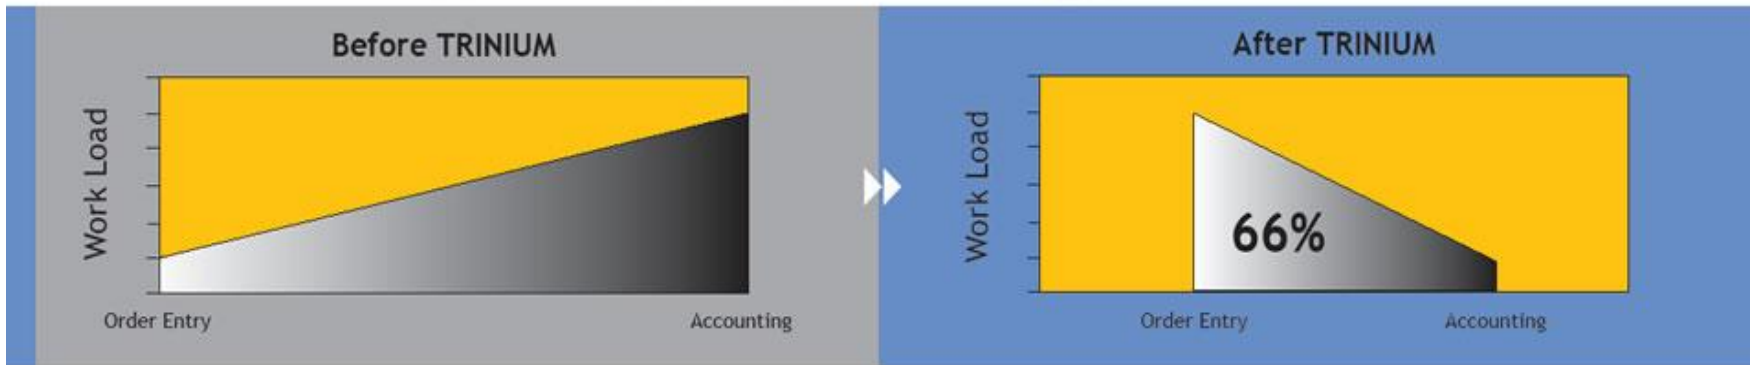 Before TRINIUM
Work Load
Order Entry
Accounting
After TRINIUM
Work Load
66%
Order Entry
Accounting